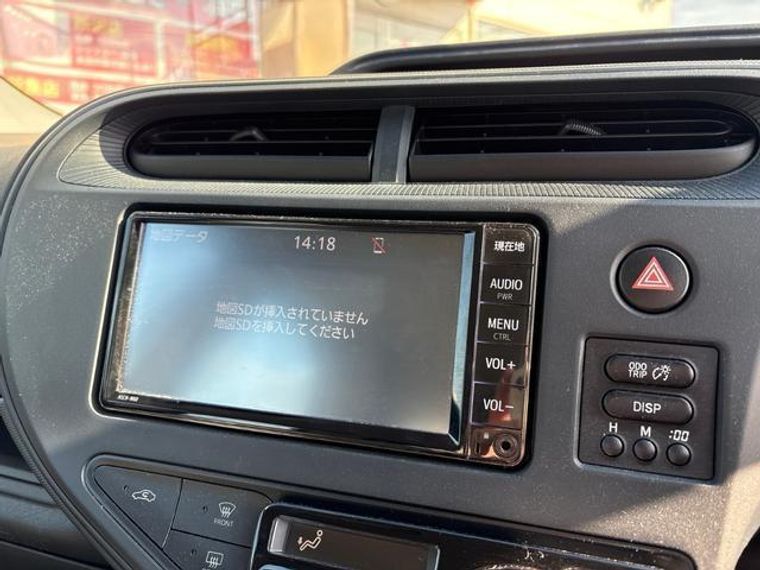 地図データ
14:18
現在地
AUDIO
PWR
地図SDが挿入されていません
地図SDを挿入してください
MENU
CTRL
VOL+
VOL-
ODO
TRIP
DISP
H M :00
FRONT